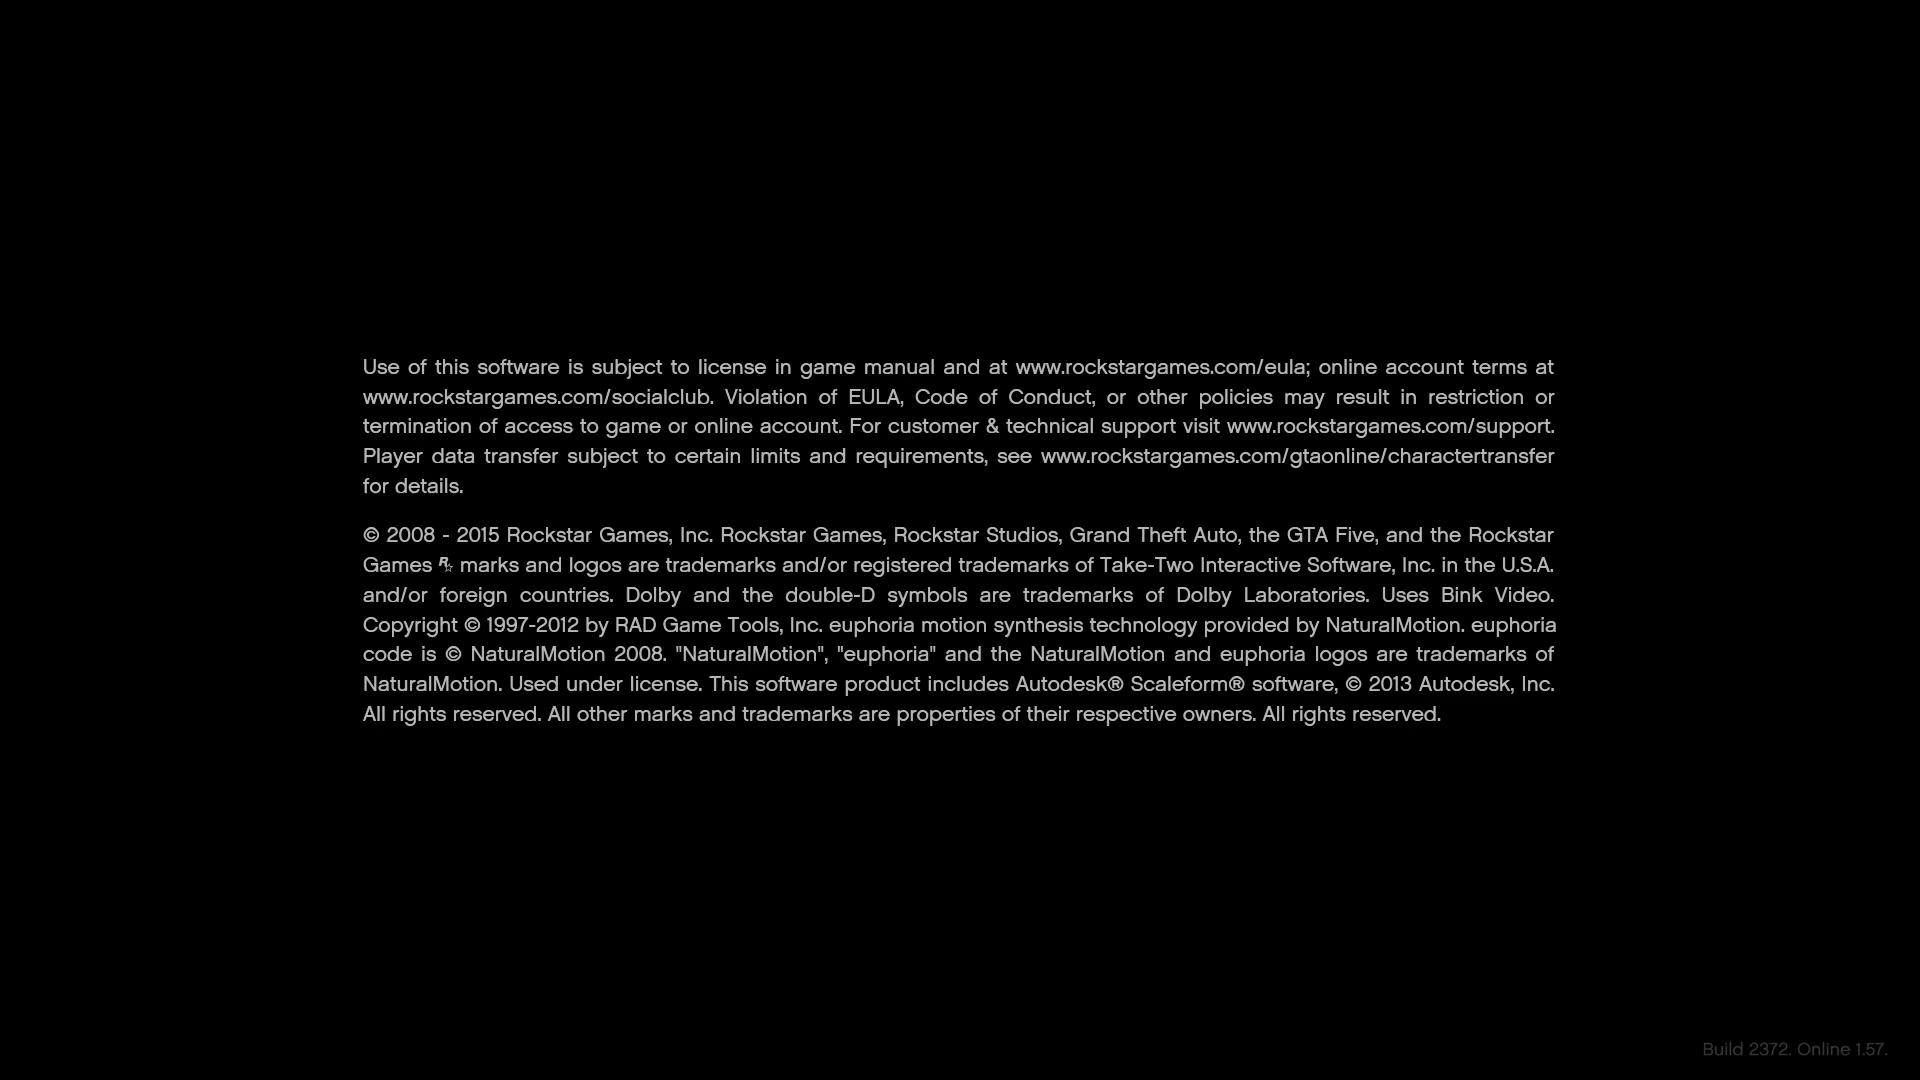 Use of this software is subject to license in game manual and at www.rockstargames.com/eula; online account terms at
www.rockstargames.com/socialclub. Violation of EULA, Code of Conduct, or other policies may result in restriction or
termination of access to game or online account. For customer & technical support visit www.rockstargames.com/support.
Player data transfer subject to certain limits and requirements, see www.rockstargames.com/gtaonline/charactertransfer
for details.
© 2008 - 2015 Rockstar Games, Inc. Rockstar Games, Rockstar Studios, Grand Theft Auto, the GTA Five, and the Rockstar
Games R☆ marks and logos are trademarks and/or registered trademarks of Take-Two Interactive Software, Inc. in the U.S.A.
and/or foreign countries. Dolby and the double-D symbols are trademarks of Dolby Laboratories. Uses Bink Video.
Copyright © 1997-2012 by RAD Game Tools, Inc. euphoria motion synthesis technology provided by NaturalMotion. euphoria
code is © NaturalMotion 2008. "NaturalMotion", "euphoria" and the NaturalMotion and euphoria logos are trademarks of
NaturalMotion. Used under license. This software product includes Autodesk® Scaleform® software, © 2013 Autodesk, Inc.
All rights reserved. All other marks and trademarks are properties of their respective owners. All rights reserved.
Build 2372. Online 1.57.